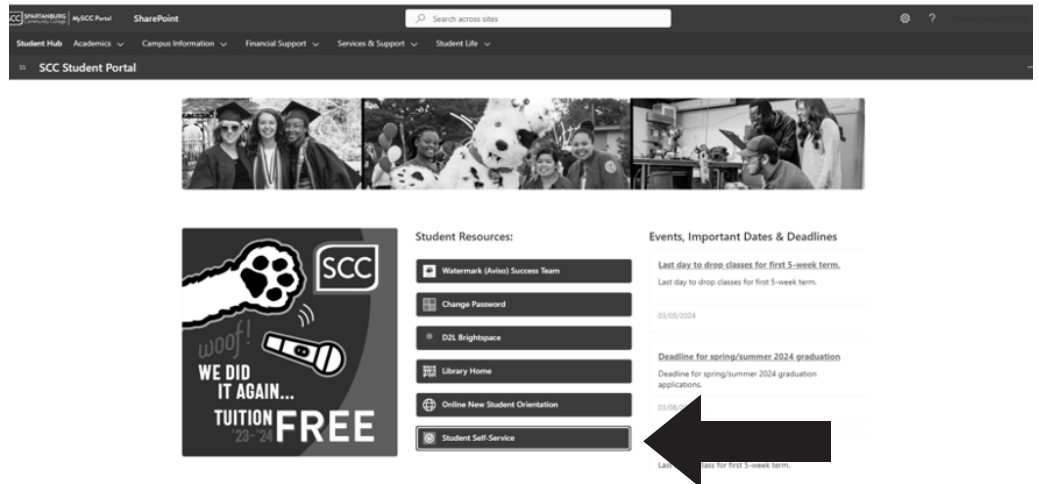 SCC SPARTANBURG Community College MySCC Portal SharePoint Search across sites ?
Student Hub Academics Campus Information Financial Support Services & Support Student Life
SS SCC Student Portal
SCC
woof!
WE DID
IT AGAIN...
TUITION
'23-'24 FREE
Student Resources:
Watermark (Aviso) Success Team
Change Password
D2L Brightspace
Library Home
Online New Student Orientation
Student Self-Service
Events, Important Dates & Deadlines
Last day to drop classes for first 5-week term.
Last day to drop classes for first 5-week term.
03/05/2024
Deadline for spring/summer 2024 graduation
Deadline for spring/summer 2024 graduation
applications.
03/08/
class for first 5-week term.